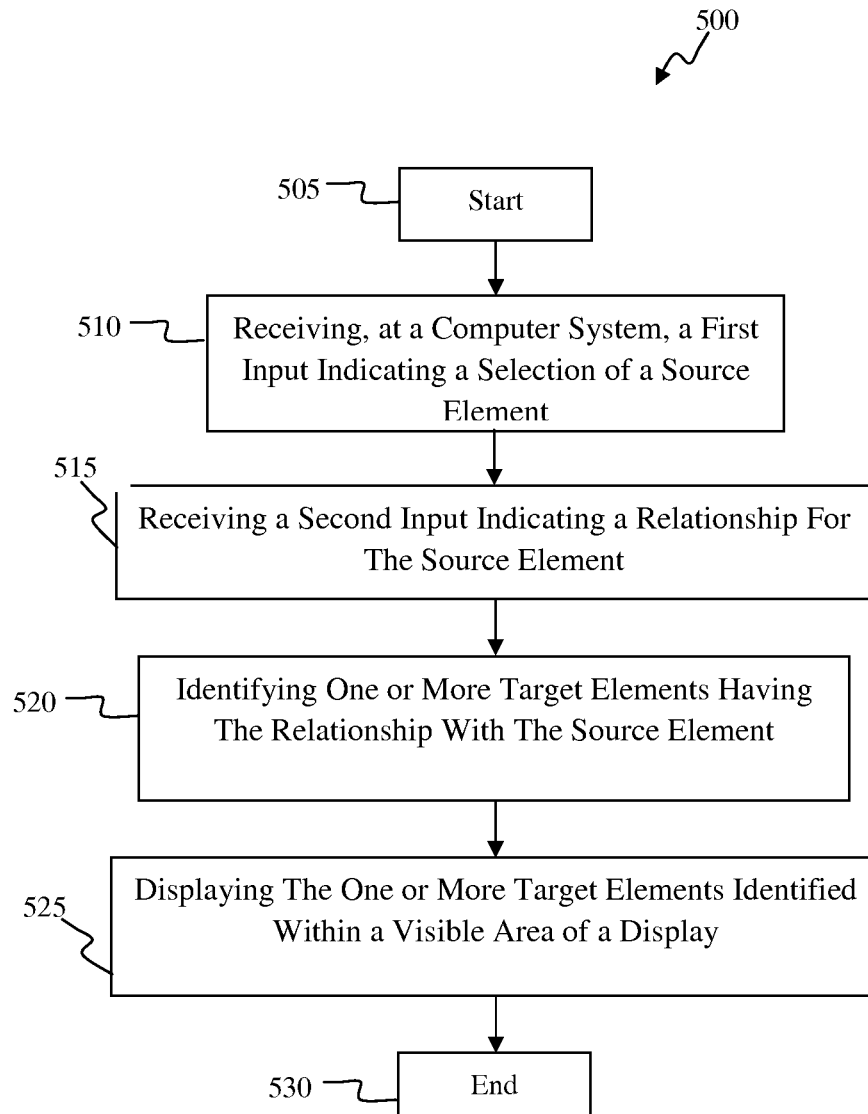 500
505
Start
510
Receiving, at a Computer System, a First
Input Indicating a Selection of a Source
Element
515
Receiving a Second Input Indicating a Relationship For
The Source Element
520
Identifying One or More Target Elements Having
The Relationship With The Source Element
525
Displaying The One or More Target Elements Identified
Within a Visible Area of a Display
530
End